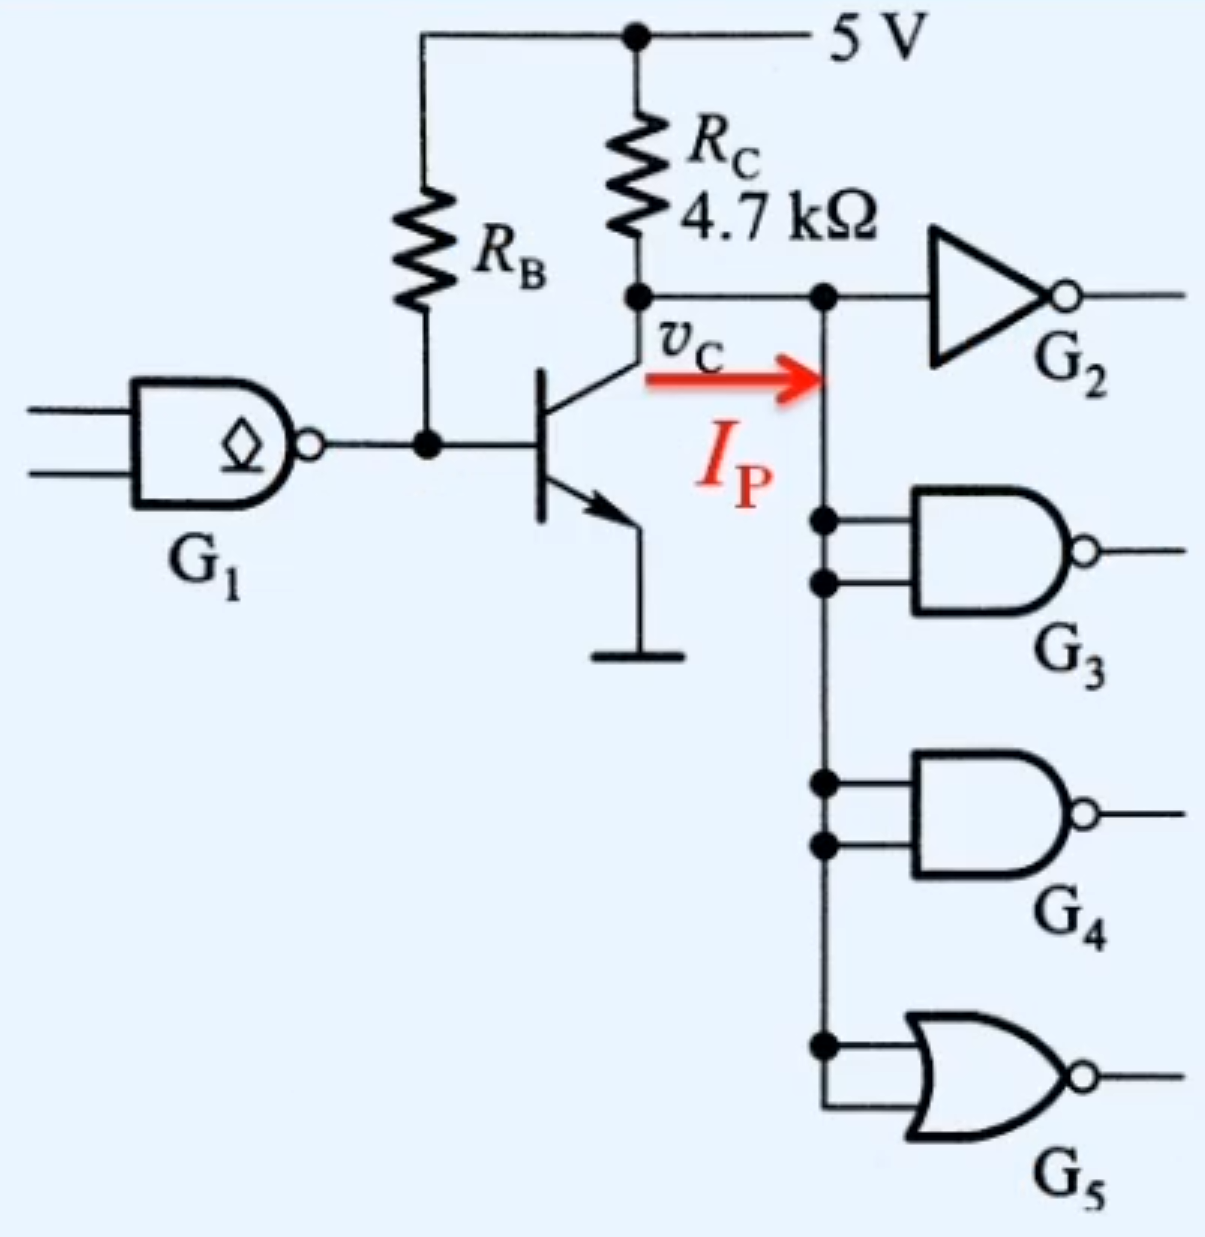 5 V
R_C
4.7 kΩ
R_B
v_C
G_2
I_P
G_1
G_3
G_4
G_5